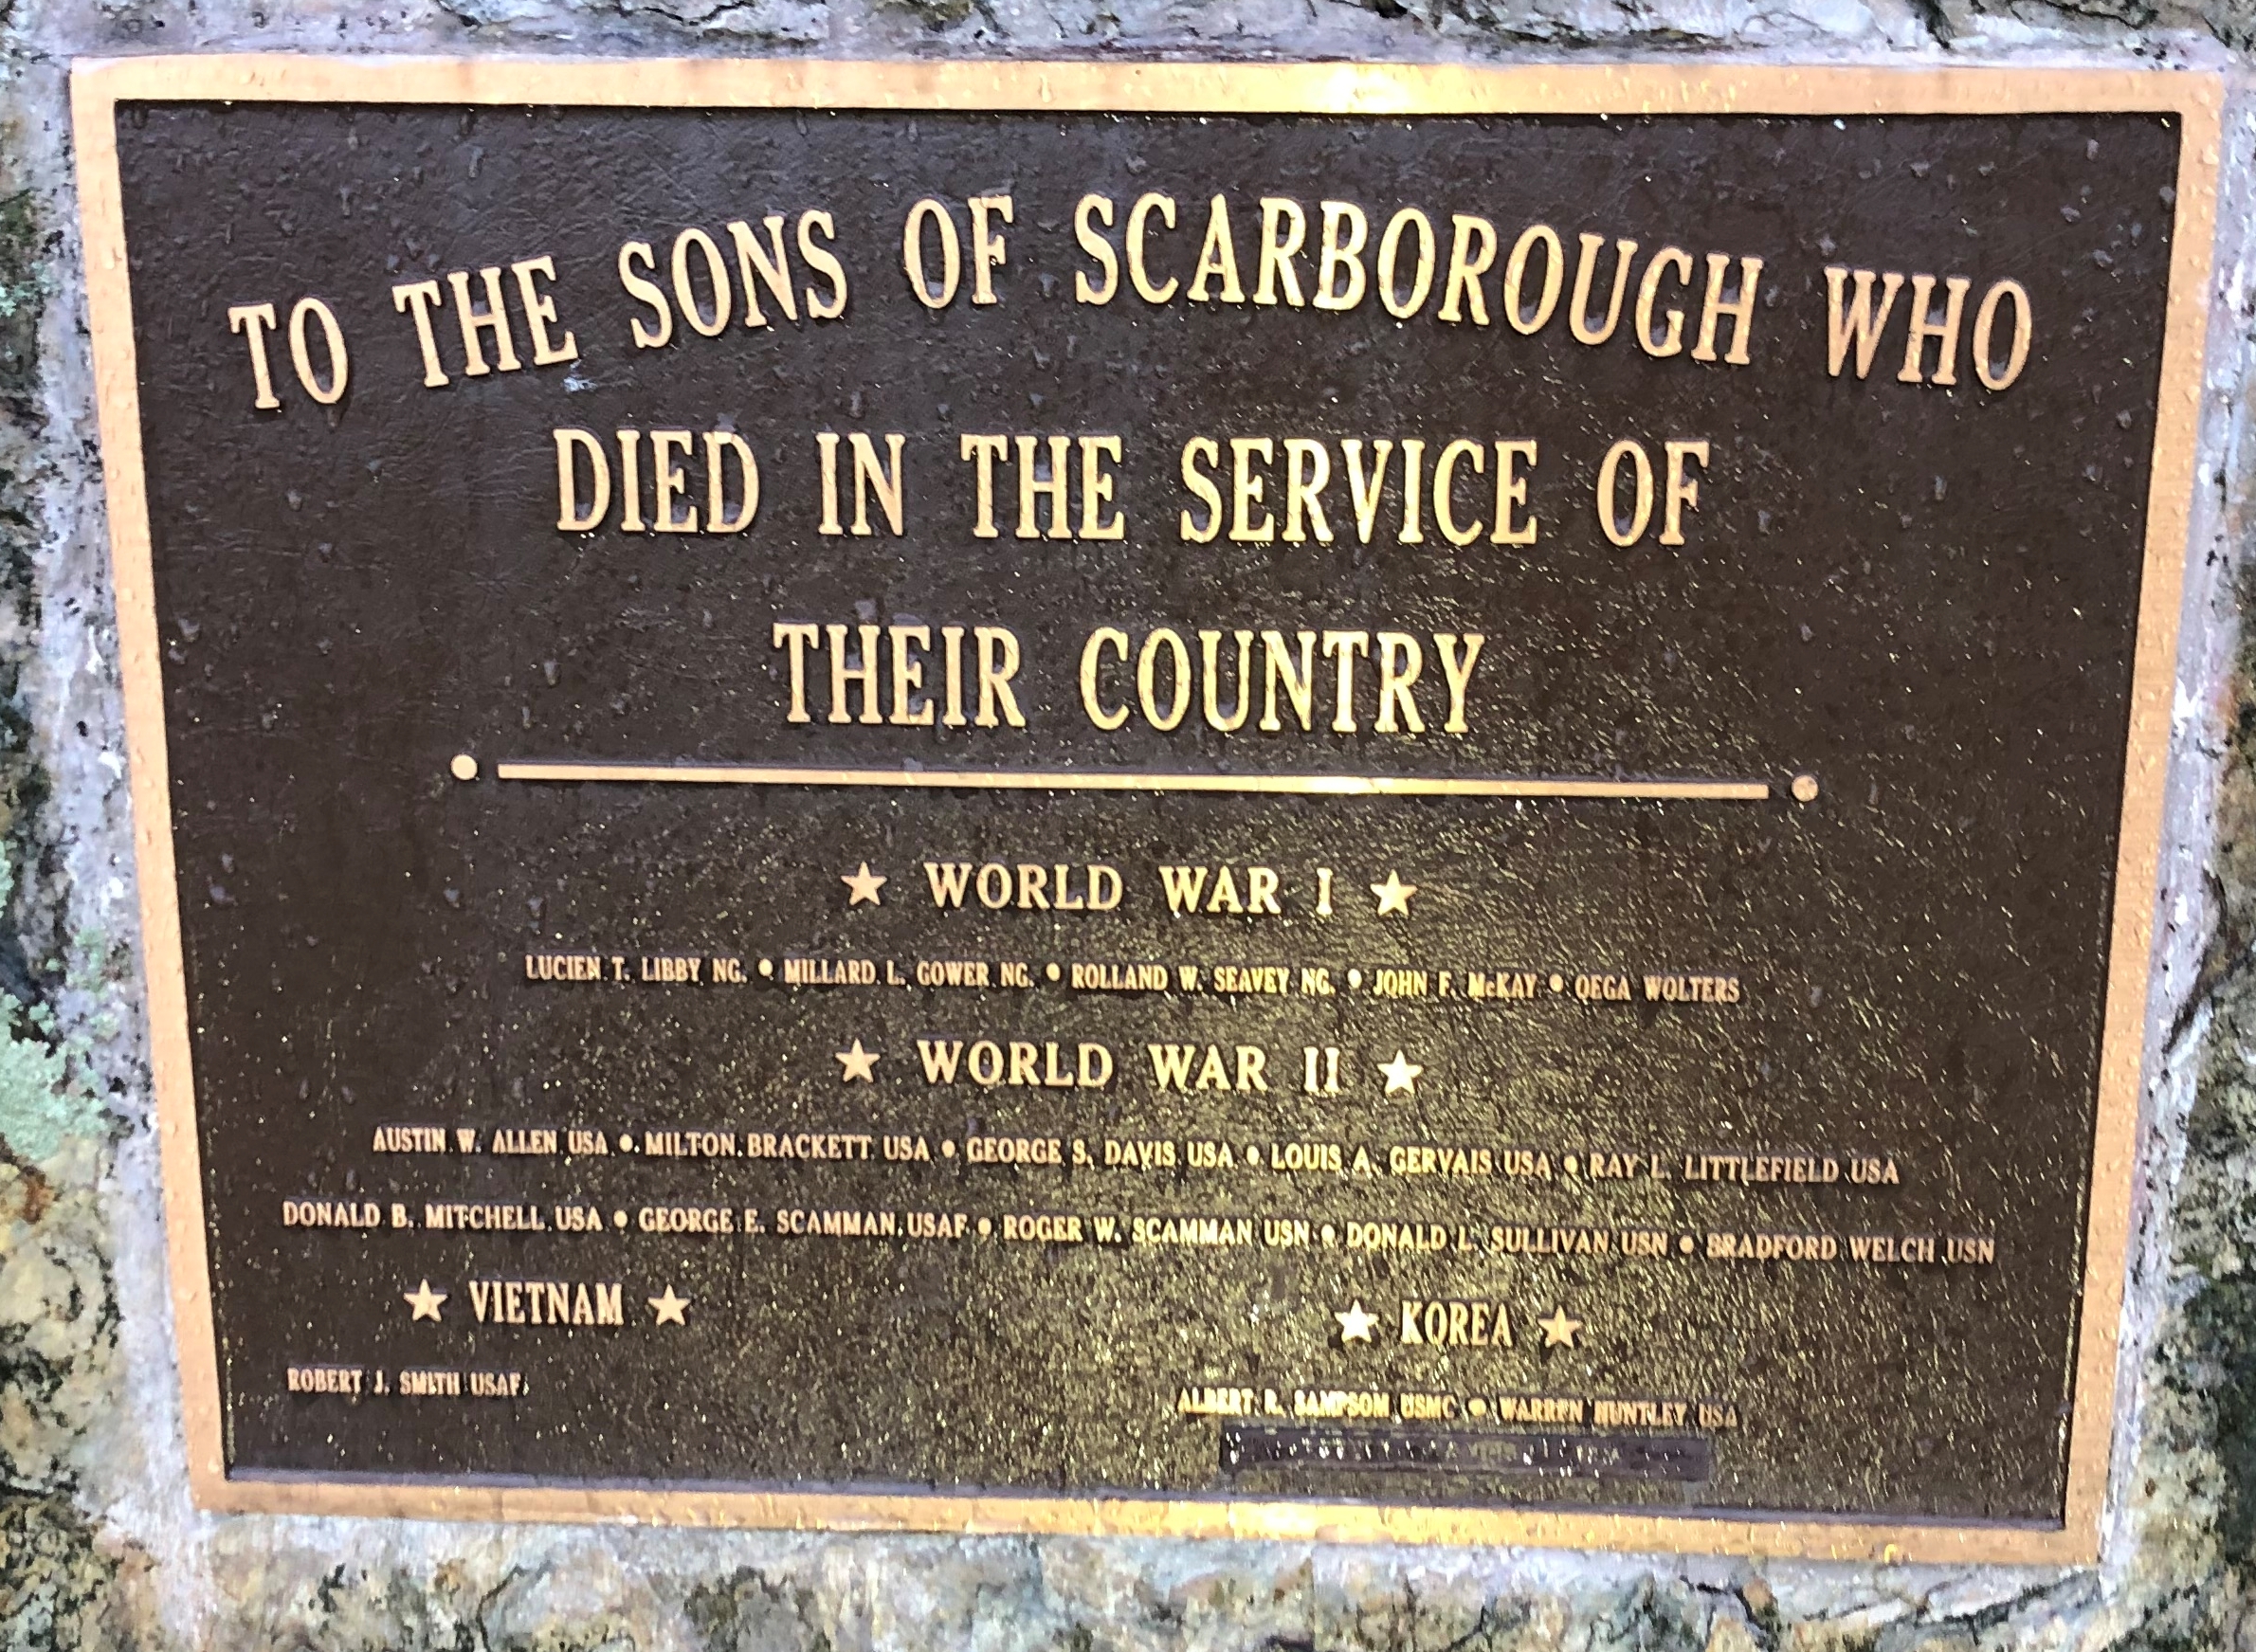 TO THE SONS OF SCARBOROUGH WHO
DIED IN THE SERVICE OF
THEIR COUNTRY
★ WORLD WAR I ★
LUCIEN T. LIBBY NG. • MILLARD L. GOWER NG. • ROLLAND W. SEAVEY NG. • JOHN F. McKAY • OEGA WOLTERS
★ WORLD WAR II ★
AUSTIN W. ALLEN USA • MILTON BRACKETT USA • GEORGE S. DAVIS USA • LOUIS A. GERVAIS USA • RAY L. LITTLEFIELD USA
DONALD B. MITCHELL USA • GEORGE E. SCAMMAN USAF • ROGER W. SCAMMAN USN • DONALD L. SULLIVAN USN • BRADFORD WELCH USN
★ VIETNAM ★
ROBERT J. SMITH USAF
★ KOREA ★
ALBERT R. SAMPSOM USMC • WARREN HUNTLEY USA